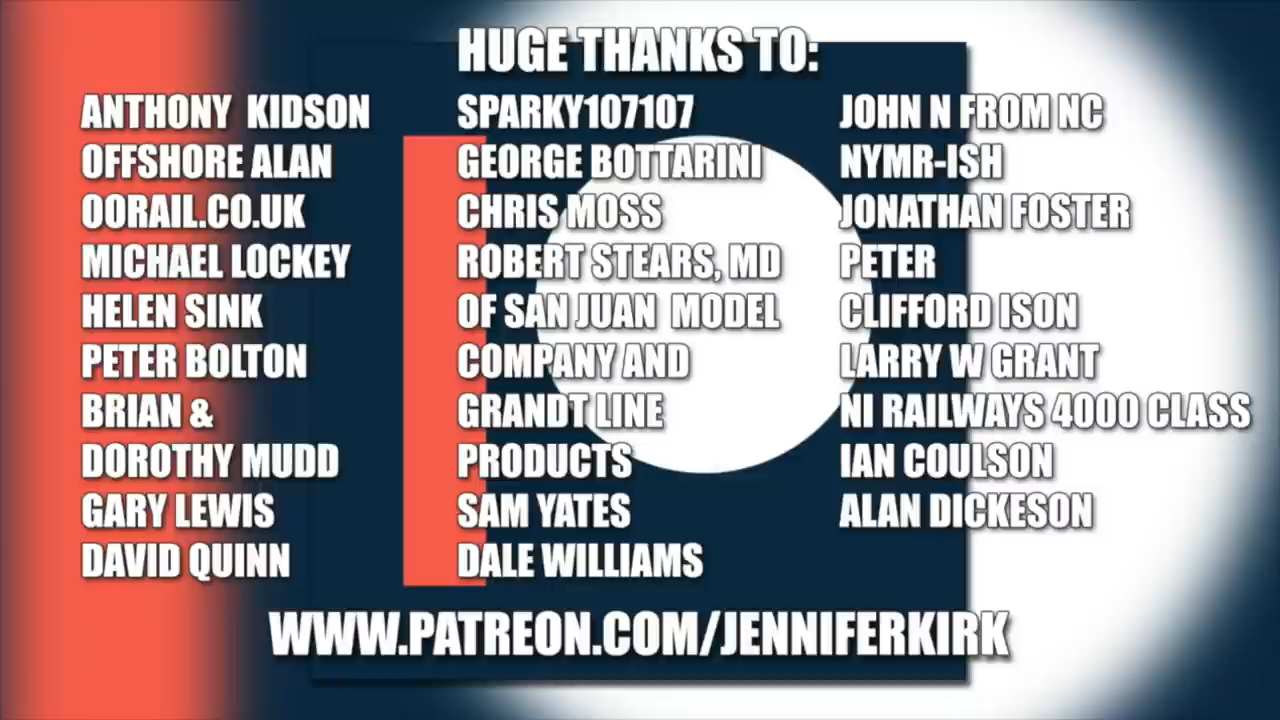 HUGE THANKS TO:
ANTHONY KIDSON
OFFSHORE ALAN
OORAIL.CO.UK
MICHAEL LOCKEY
HELEN SINK
PETER BOLTON
BRIAN &
DOROTHY MUDD
GARY LEWIS
DAVID QUINN
SPARKY107107
GEORGE BOTTARINI
CHRIS MOSS
ROBERT STEARS, MD
OF SAN JUAN MODEL
COMPANY AND
GRANDT LINE
PRODUCTS
SAM YATES
DALE WILLIAMS
JOHN N FROM NC
NYMR-ISH
JONATHAN FOSTER
PETER
CLIFFORD ISON
LARRY W GRANT
NI RAILWAYS 4000 CLASS
IAN COULSON
ALAN DICKESON
WWW.PATREON.COM/JENNIFERKIRK